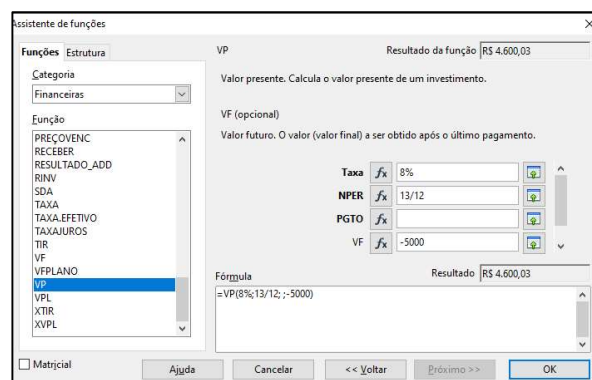 Assistente de funções
Funções Estrutura
Categoria
Financeiras
Função
PREÇOVENC
RECEBER
RESULTADO_ADD
RINV
SDA
TAXA
TAXA.EFETIVO
TAXAJUROS
TIR
VF
VFPLANO
VP
VPL
XTIR
XVPL
VP Resultado da função R$ 4.600,03
Valor presente. Calcula o valor presente de um investimento.
VF (opcional)
Valor futuro. O valor (valor final) a ser obtido após o último pagamento.
Taxa fx 8%
NPER fx 13/12
PGTO fx
VF fx -5000
Fórmula Resultado R$ 4.600,03
=VP(8%;13/12; ;-5000)
Matricial Ajuda Cancelar << Voltar Próximo >> OK